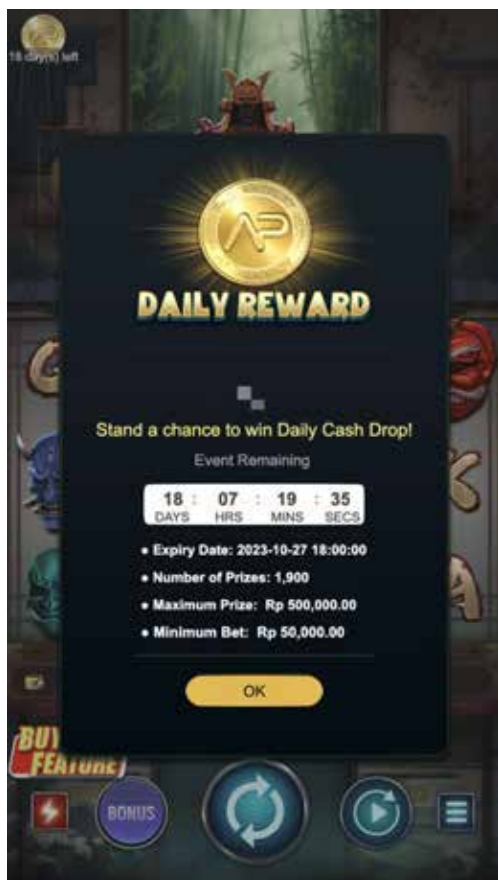 18 day(s) left
AP
DAILY REWARD
Stand a chance to win Daily Cash Drop!
Event Remaining
18 : 07 : 19 : 35
DAYS HRS MINS SECS
• Expiry Date: 2023-10-27 18:00:00
• Number of Prizes: 1,900
• Maximum Prize: Rp 500,000.00
• Minimum Bet: Rp 50,000.00
OK
BUY
FEATURE
BONUS